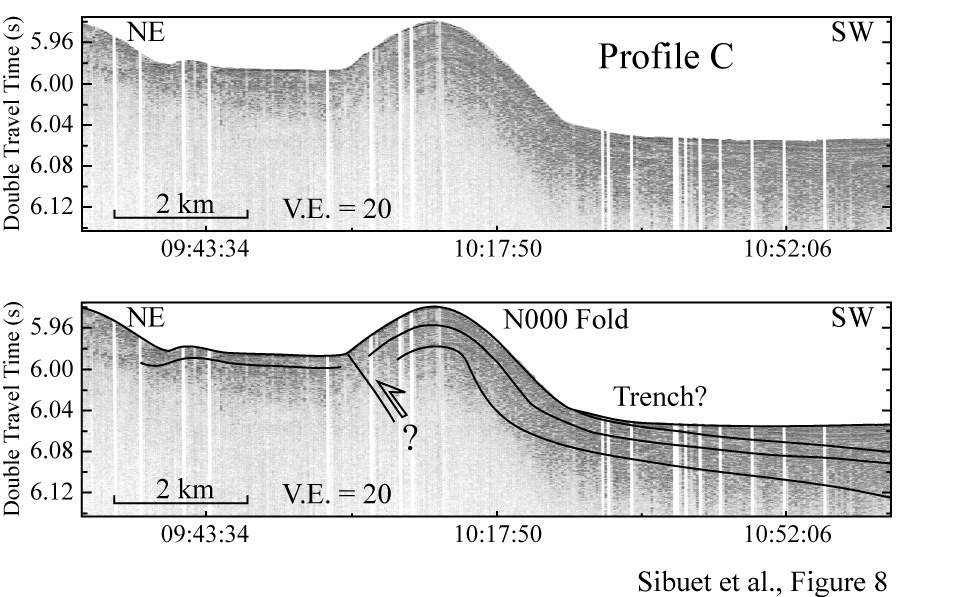 NE
SW
Profile C
Double Travel Time (s)
5.96
6.00
6.04
6.08
6.12
2 km
V.E. = 20
09:43:34
10:17:50
10:52:06
NE
N000 Fold
SW
Trench?
?
Double Travel Time (s)
5.96
6.00
6.04
6.08
6.12
2 km
V.E. = 20
09:43:34
10:17:50
10:52:06
Sibuet et al., Figure 8